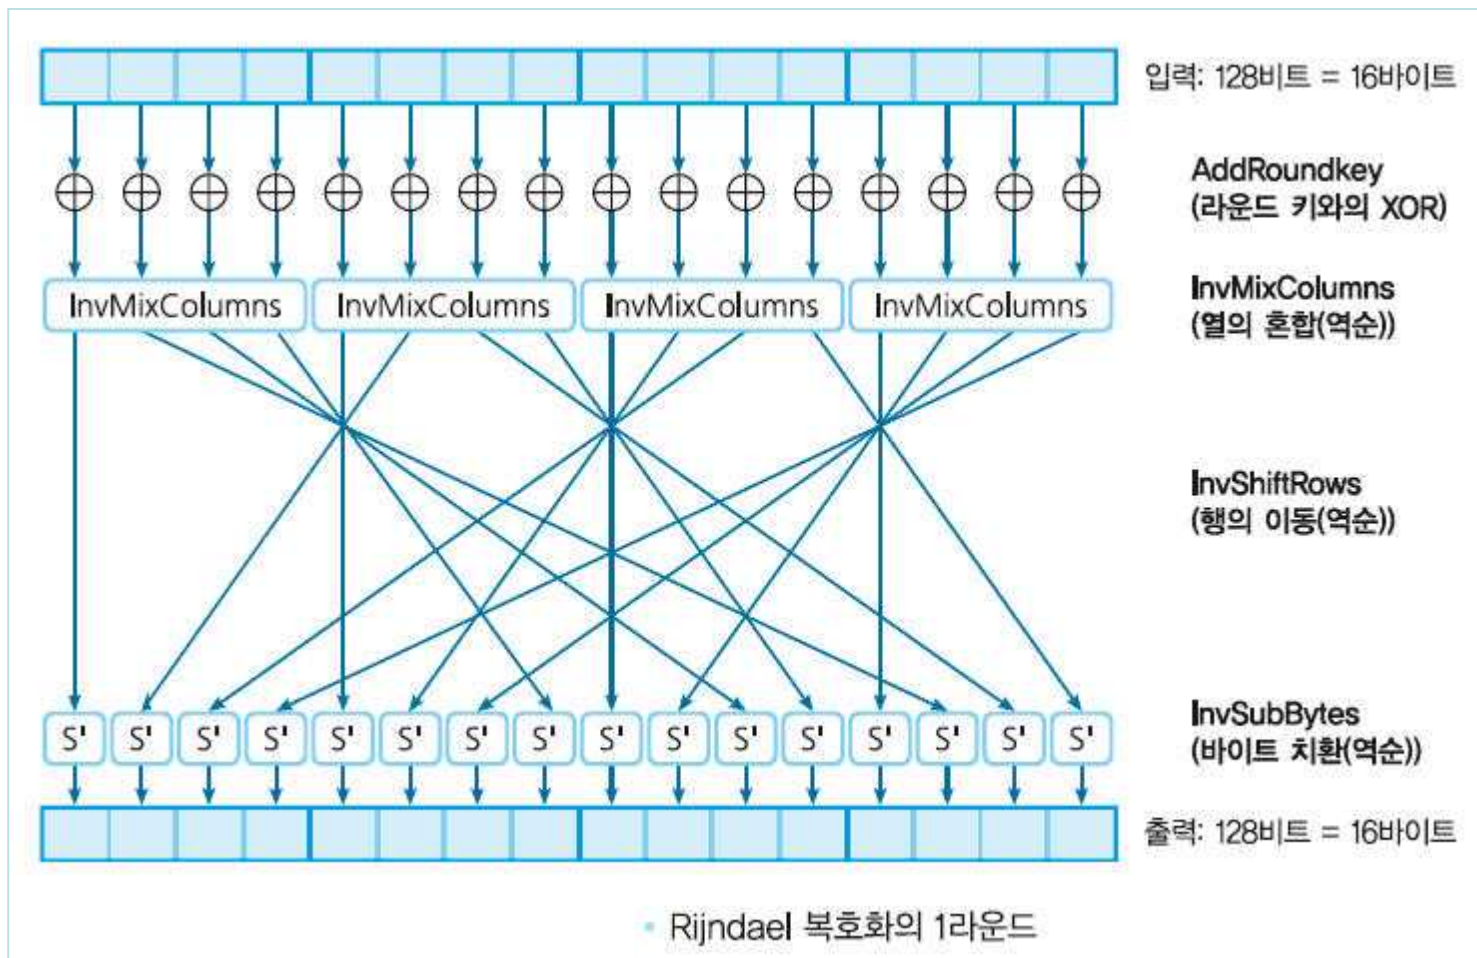 입력: 128비트 = 16바이트
AddRoundkey
(라운드 키와의 XOR)
InvMixColumns InvMixColumns InvMixColumns InvMixColumns
InvMixColumns
(열의 혼합(역순))
InvShiftRows
(행의 이동(역순))
S' S' S' S' S' S' S' S' S' S' S' S' S' S' S' S'
InvSubBytes
(바이트 치환(역순))
출력: 128비트 = 16바이트
▪ Rijndael 복호화의 1라운드